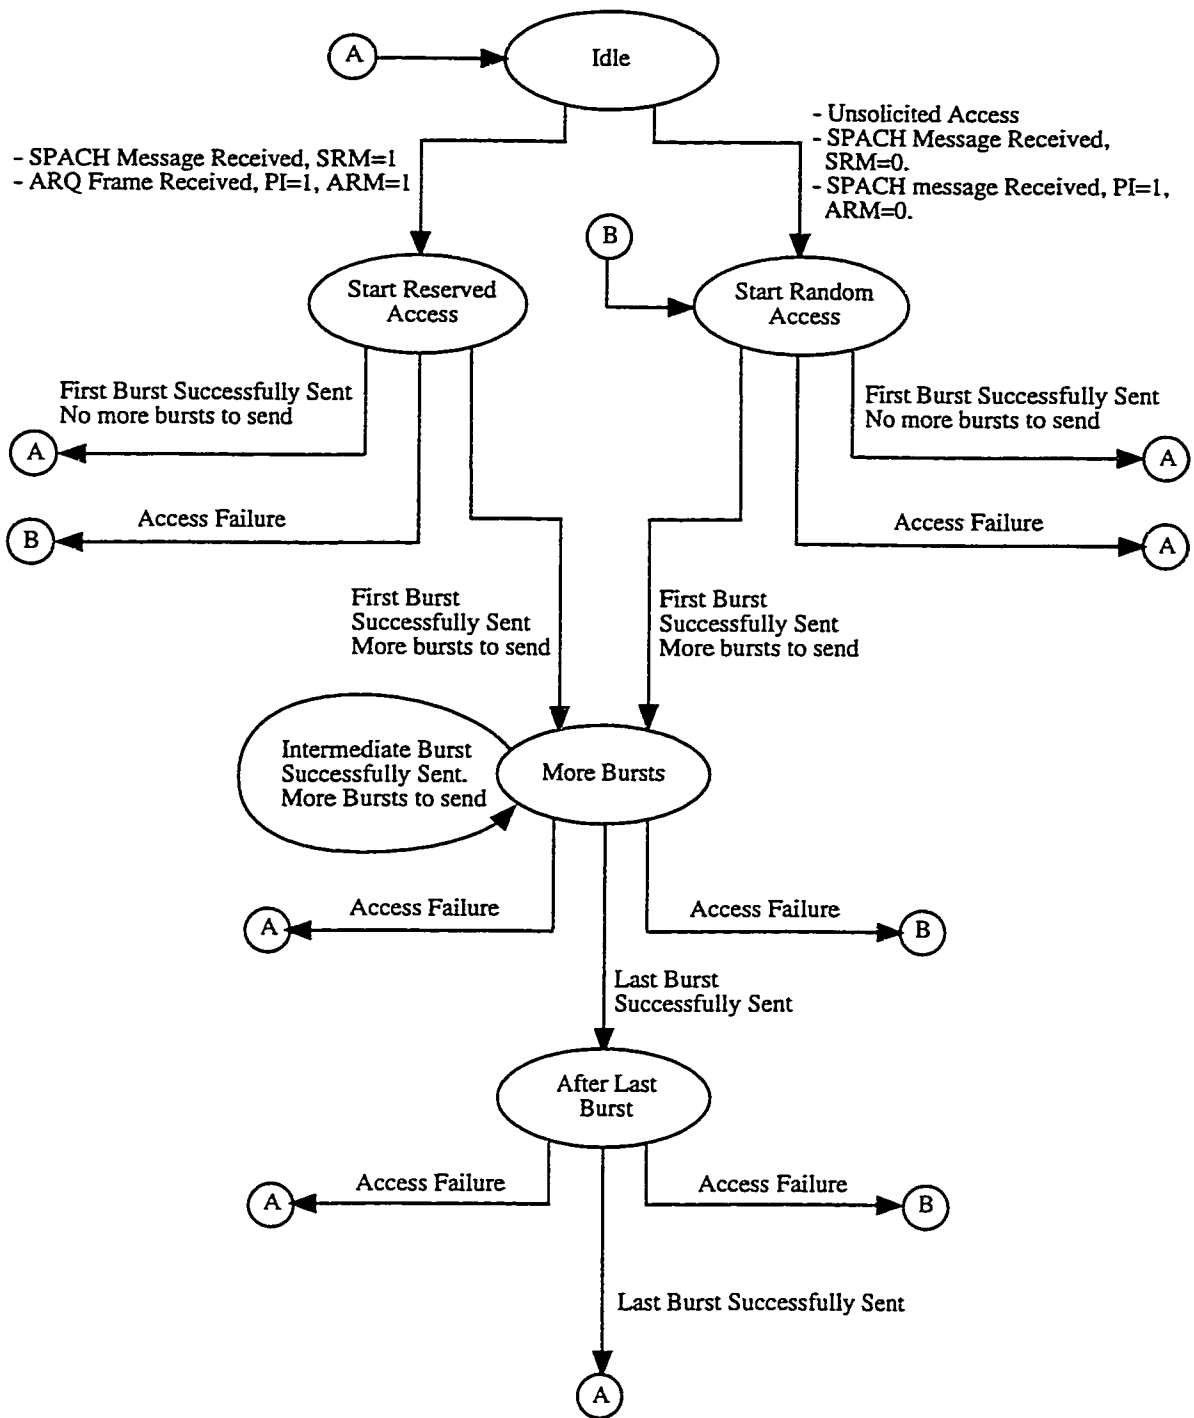 A
Idle
- SPACH Message Received, SRM=1
- ARQ Frame Received, PI=1, ARM=1
- Unsolicited Access
- SPACH Message Received,
SRM=0.
- SPACH message Received, PI=1,
ARM=0.
B
Start Reserved
Access
Start Random
Access
First Burst Successfully Sent
No more bursts to send
A
First Burst Successfully Sent
No more bursts to send
A
Access Failure
B
Access Failure
A
First Burst
Successfully Sent
More bursts to send
First Burst
Successfully Sent
More bursts to send
Intermediate Burst
Successfully Sent.
More Bursts to send
More Bursts
Access Failure
A
Access Failure
B
Last Burst
Successfully Sent
After Last
Burst
Access Failure
A
Access Failure
B
Last Burst Successfully Sent
A